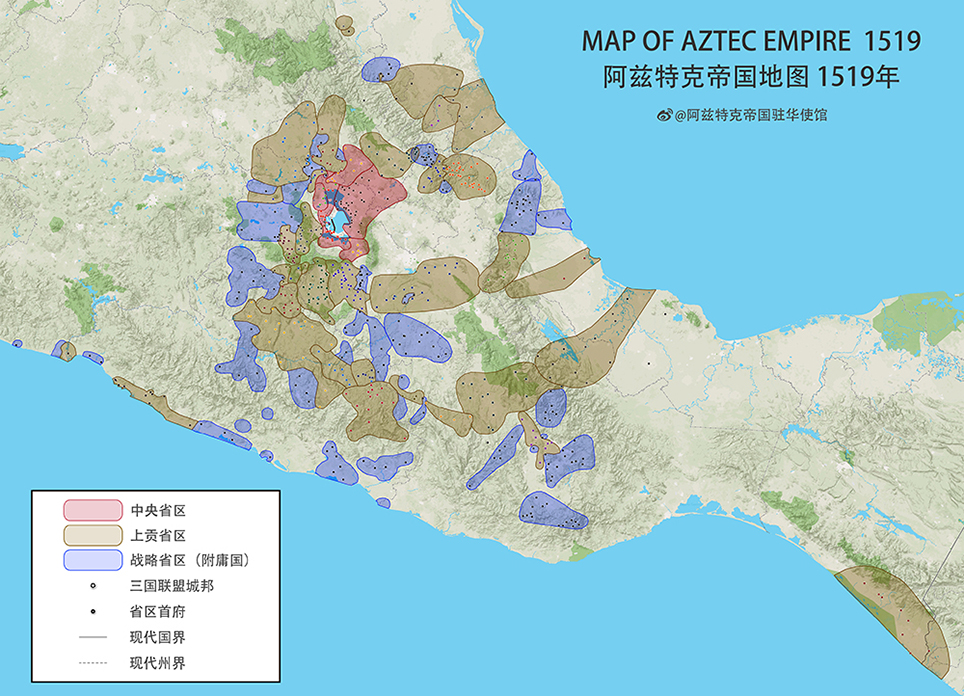 MAP OF AZTEC EMPIRE 1519
阿兹特克帝国地图 1519年
@阿兹特克帝国驻华使馆
中央省区
上贡省区
战略省区（附庸国）
三国联盟城邦
省区首府
现代国界
现代州界